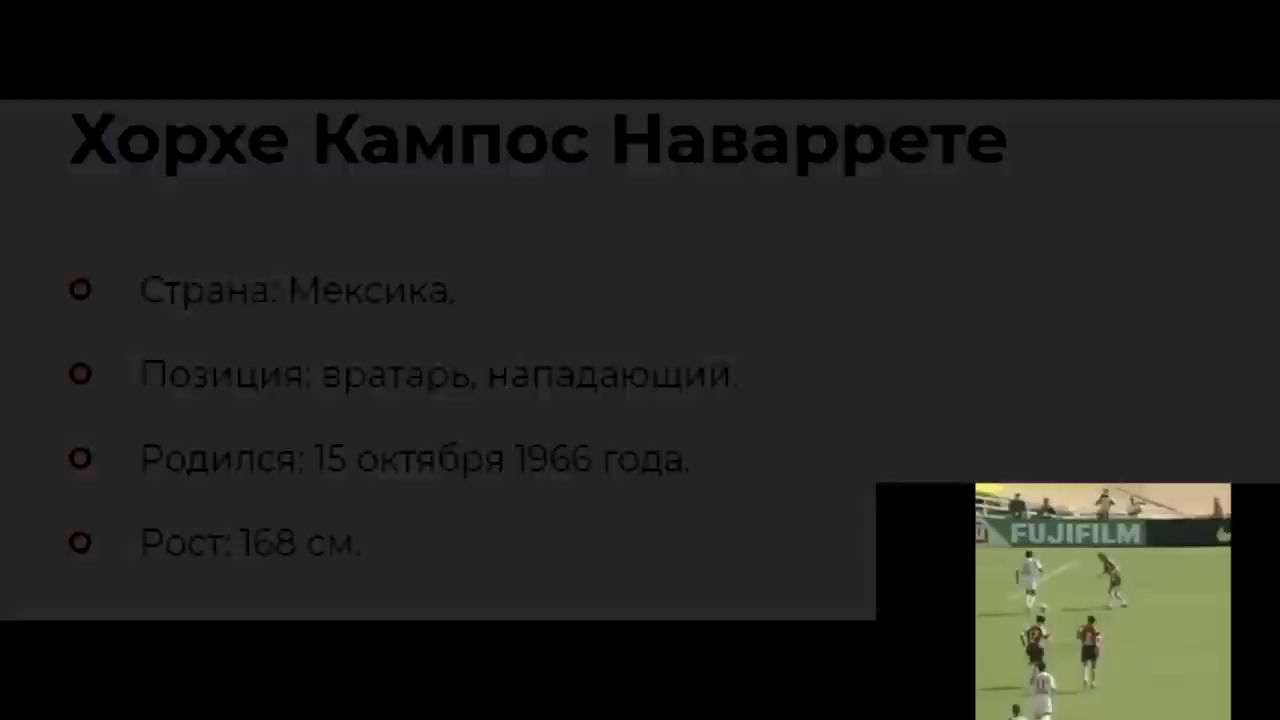 Хорхе Кампос Наваррете
Страна: Мексика.
Позиция: вратарь, нападающий.
Родился: 15 октября 1966 года.
Рост: 168 см.
FUJIFILM